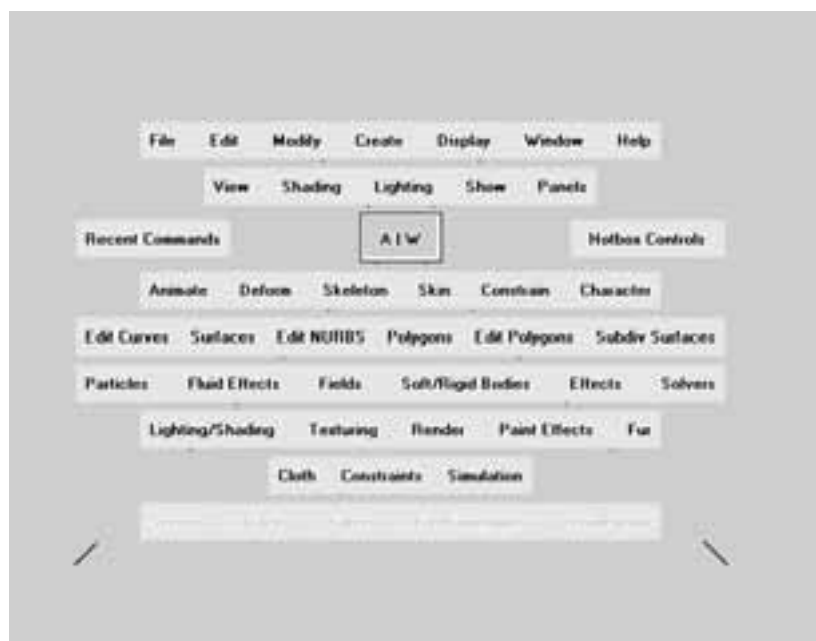 File Edit Modify Create Display Window Help
View Shading Lighting Show Panels
Recent Commands A I W Hotbox Controls
Animate Deform Skeleton Skin Constrain Character
Edit Curves Surfaces Edit NURBS Polygons Edit Polygons Subdiv Surfaces
Particles Fluid Effects Fields Soft/Rigid Bodies Effects Solvers
Lighting/Shading Texturing Render Paint Effects Fur
Cloth Constraints Simulation